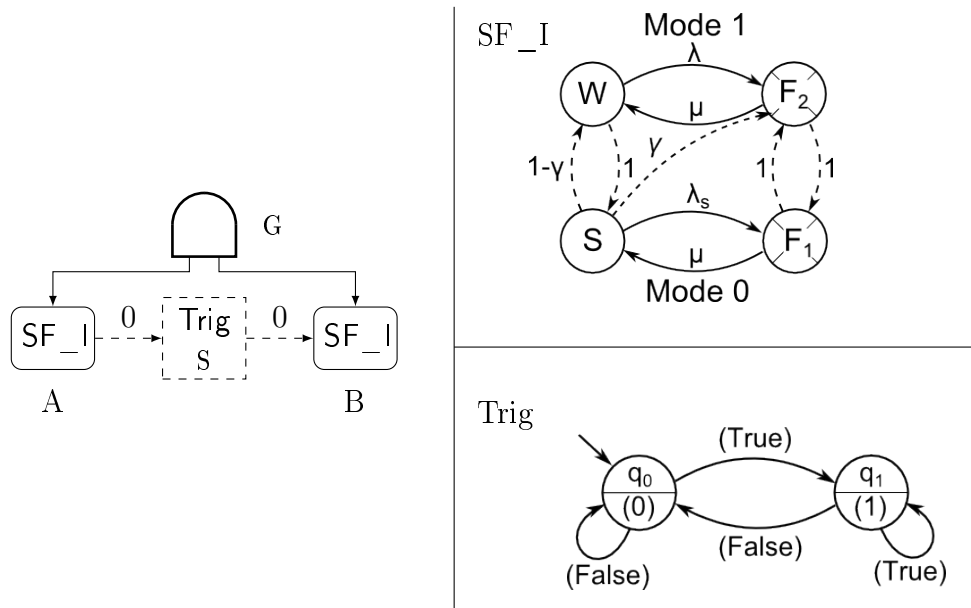 G
SF_I
0
Trig
S
0
SF_I
A
B
SF_I
Mode 1
λ
W
F₂
μ
1-γ
1
γ
1
1
λₛ
S
F₁
μ
Mode 0
Trig
(True)
q₀
(0)
q₁
(1)
(False)
(False)
(True)